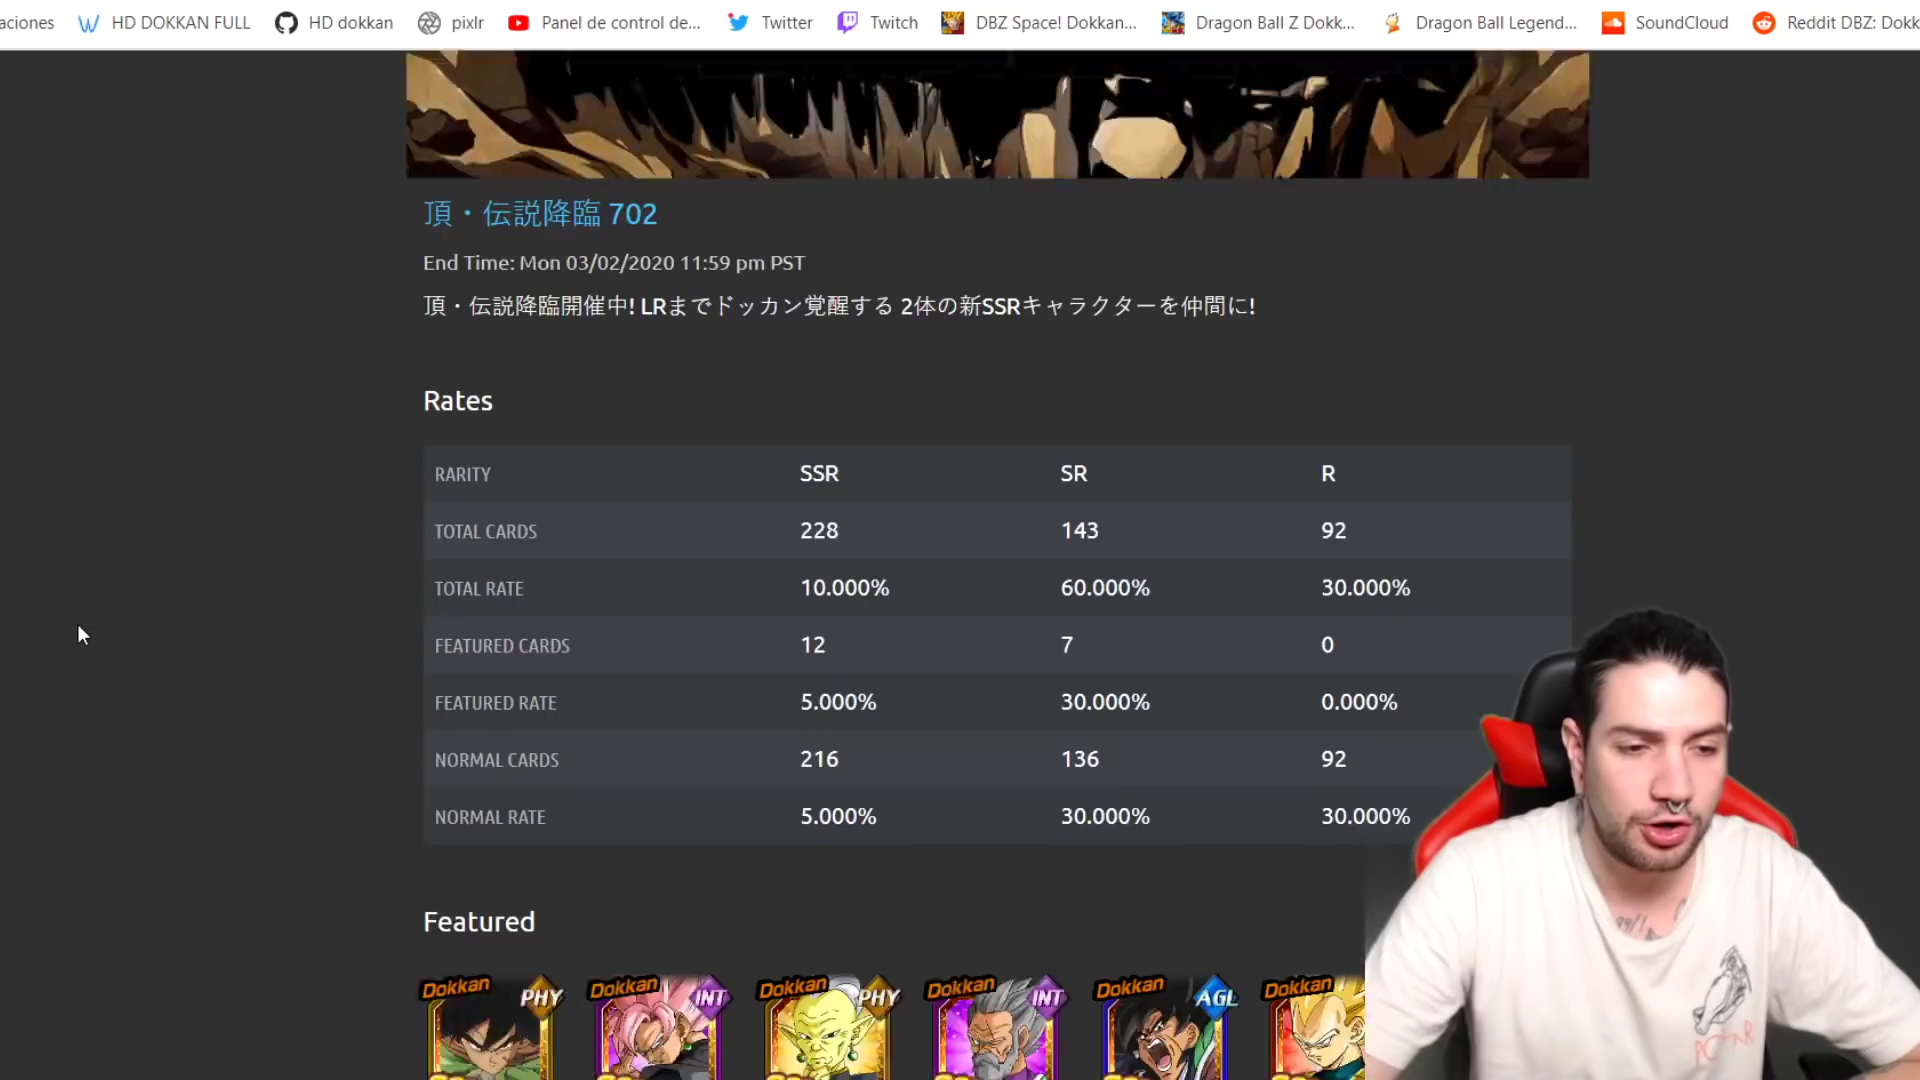 aciones HD DOKKAN FULL HD dokkan pixlr Panel de control de... Twitter Twitch DBZ Space! Dokkan... Dragon Ball Z Dokk... Dragon Ball Legend... SoundCloud Reddit DBZ: Dokk
頂・伝説降臨 702
End Time: Mon 03/02/2020 11:59 pm PST
頂・伝説降臨開催中! LRまでドッカン覚醒する 2体の新SSRキャラクターを仲間に!
Rates
RARITY SSR SR R
TOTAL CARDS 228 143 92
TOTAL RATE 10.000% 60.000% 30.000%
FEATURED CARDS 12 7 0
FEATURED RATE 5.000% 30.000% 0.000%
NORMAL CARDS 216 136 92
NORMAL RATE 5.000% 30.000% 30.000%
Featured
Dokkan PHY Dokkan INT Dokkan PHY Dokkan INT Dokkan AGL Dokkan